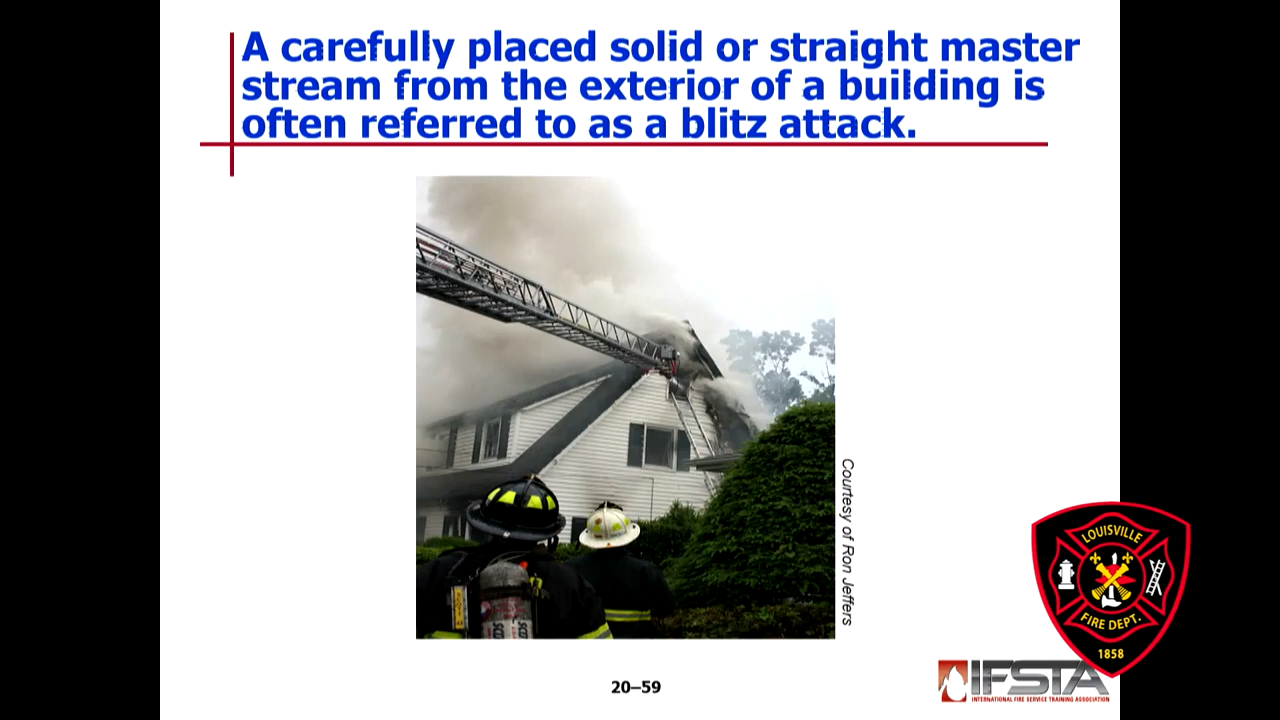 A carefully placed solid or straight master
stream from the exterior of a building is
often referred to as a blitz attack.
Courtesy of Ron Jeffers
LOUISVILLE
FIRE DEPT.
1858
20–59
IFSTA
INTERNATIONAL FIRE SERVICE TRAINING ASSOCIATION